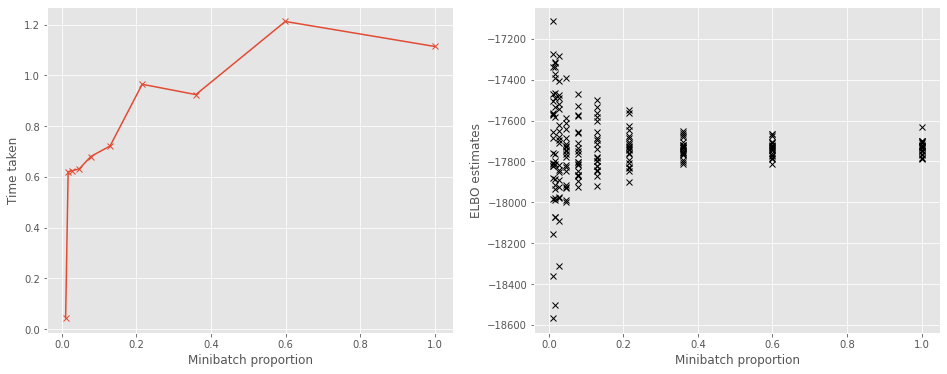 Time taken
1.2
1.0
0.8
0.6
0.4
0.2
0.0
0.0 0.2 0.4 0.6 0.8 1.0
Minibatch proportion
ELBO estimates
−17200
−17400
−17600
−17800
−18000
−18200
−18400
−18600
0.0 0.2 0.4 0.6 0.8 1.0
Minibatch proportion